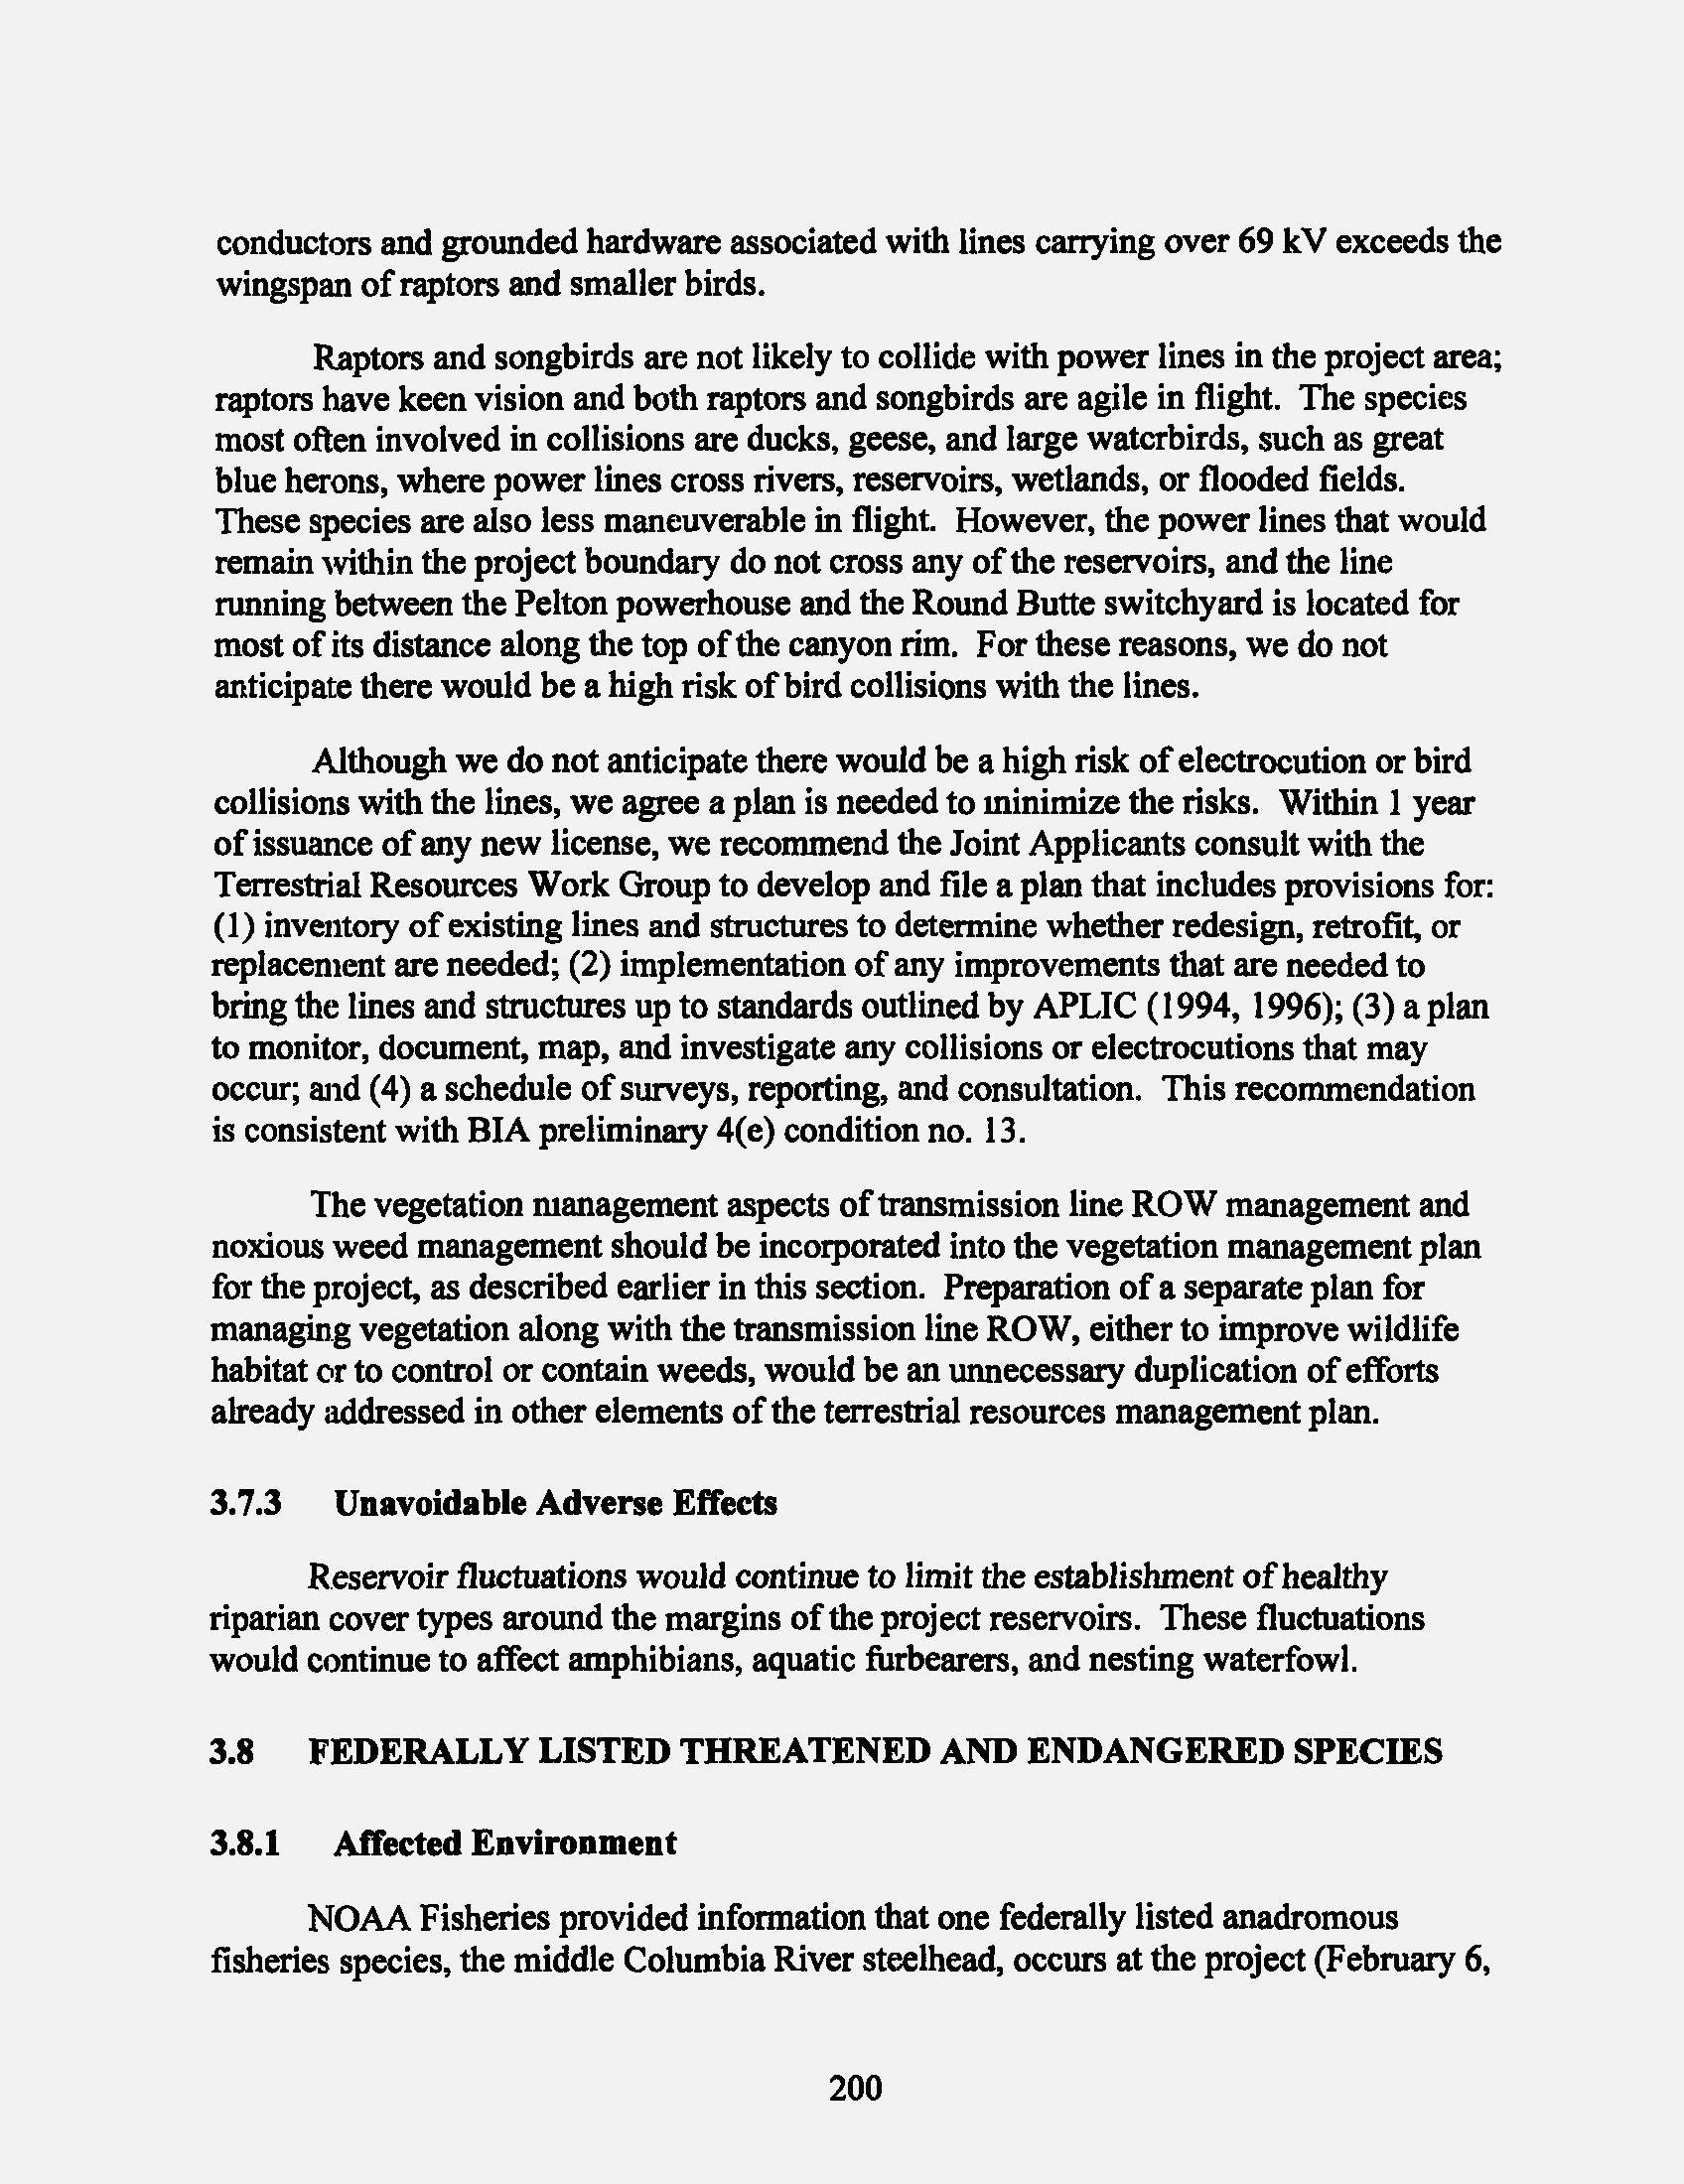 conductors and grounded hardware associated with lines carrying over 69 kV exceeds the
wingspan of raptors and smaller birds.
Raptors and songbirds are not likely to collide with power lines in the project area;
raptors have keen vision and both raptors and songbirds are agile in flight. The species
most often involved in collisions are ducks, geese, and large waterbirds, such as great
blue herons, where power lines cross rivers, reservoirs, wetlands, or flooded fields.
These species are also less maneuverable in flight. However, the power lines that would
remain within the project boundary do not cross any of the reservoirs, and the line
running between the Pelton powerhouse and the Round Butte switchyard is located for
most of its distance along the top of the canyon rim. For these reasons, we do not
anticipate there would be a high risk of bird collisions with the lines.
Although we do not anticipate there would be a high risk of electrocution or bird
collisions with the lines, we agree a plan is needed to minimize the risks. Within 1 year
of issuance of any new license, we recommend the Joint Applicants consult with the
Terrestrial Resources Work Group to develop and file a plan that includes provisions for:
(1) inventory of existing lines and structures to determine whether redesign, retrofit, or
replacement are needed; (2) implementation of any improvements that are needed to
bring the lines and structures up to standards outlined by APLIC (1994, 1996); (3) a plan
to monitor, document, map, and investigate any collisions or electrocutions that may
occur; and (4) a schedule of surveys, reporting, and consultation. This recommendation
is consistent with BIA preliminary 4(e) condition no. 13.
The vegetation management aspects of transmission line ROW management and
noxious weed management should be incorporated into the vegetation management plan
for the project, as described earlier in this section. Preparation of a separate plan for
managing vegetation along with the transmission line ROW, either to improve wildlife
habitat or to control or contain weeds, would be an unnecessary duplication of efforts
already addressed in other elements of the terrestrial resources management plan.
3.7.3 Unavoidable Adverse Effects
Reservoir fluctuations would continue to limit the establishment of healthy
riparian cover types around the margins of the project reservoirs. These fluctuations
would continue to affect amphibians, aquatic furbearers, and nesting waterfowl.
3.8 FEDERALLY LISTED THREATENED AND ENDANGERED SPECIES
3.8.1 Affected Environment
NOAA Fisheries provided information that one federally listed anadromous
fisheries species, the middle Columbia River steelhead, occurs at the project (February 6,
200